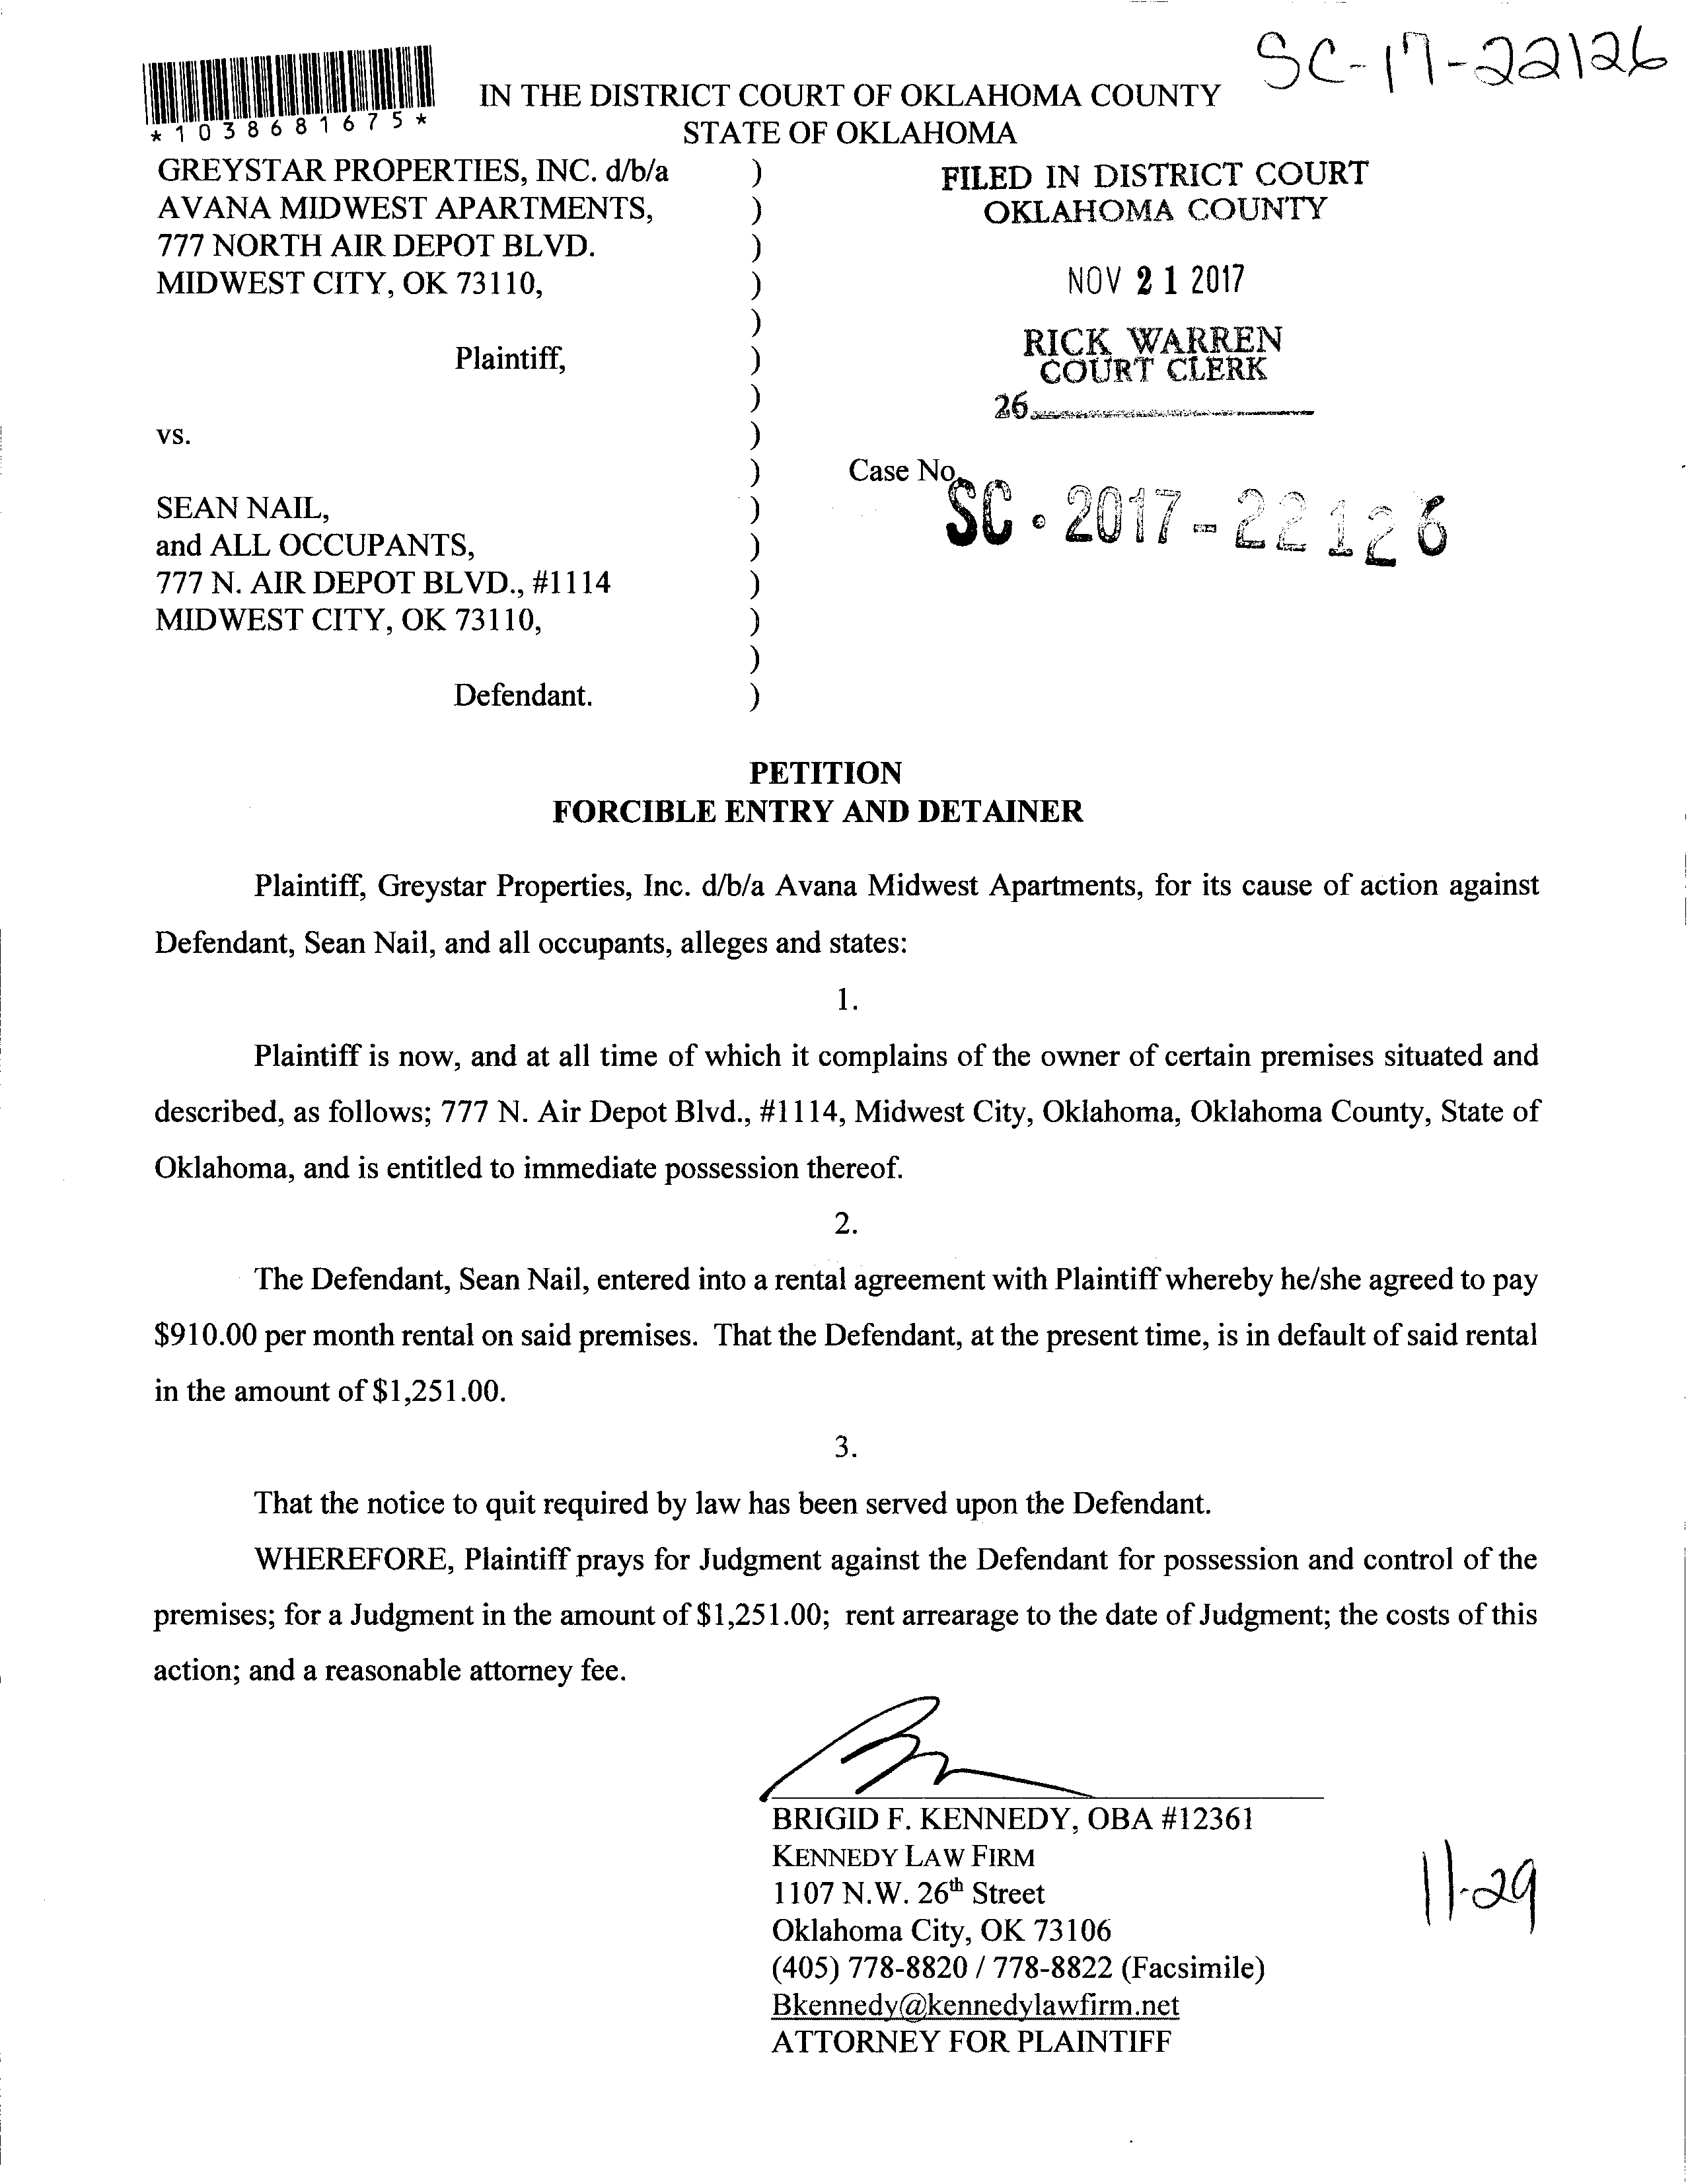 SC-17-22126
*1038681675*
IN THE DISTRICT COURT OF OKLAHOMA COUNTY
STATE OF OKLAHOMA
GREYSTAR PROPERTIES, INC. d/b/a )
AVANA MIDWEST APARTMENTS, )
777 NORTH AIR DEPOT BLVD. )
MIDWEST CITY, OK 73110, )
)
Plaintiff, )
)
vs. )
)
SEAN NAIL, )
and ALL OCCUPANTS, )
777 N. AIR DEPOT BLVD., #1114 )
MIDWEST CITY, OK 73110, )
)
Defendant. )
FILED IN DISTRICT COURT
OKLAHOMA COUNTY
NOV 21 2017
RICK WARREN
COURT CLERK
26
Case No.
SC • 2017 - 22126
PETITION
FORCIBLE ENTRY AND DETAINER
Plaintiff, Greystar Properties, Inc. d/b/a Avana Midwest Apartments, for its cause of action against
Defendant, Sean Nail, and all occupants, alleges and states:
1.
Plaintiff is now, and at all time of which it complains of the owner of certain premises situated and
described, as follows; 777 N. Air Depot Blvd., #1114, Midwest City, Oklahoma, Oklahoma County, State of
Oklahoma, and is entitled to immediate possession thereof.
2.
The Defendant, Sean Nail, entered into a rental agreement with Plaintiff whereby he/she agreed to pay
$910.00 per month rental on said premises. That the Defendant, at the present time, is in default of said rental
in the amount of $1,251.00.
3.
That the notice to quit required by law has been served upon the Defendant.
WHEREFORE, Plaintiff prays for Judgment against the Defendant for possession and control of the
premises; for a Judgment in the amount of $1,251.00; rent arrearage to the date of Judgment; the costs of this
action; and a reasonable attorney fee.
BRIGID F. KENNEDY, OBA #12361
KENNEDY LAW FIRM
1107 N.W. 26th Street
Oklahoma City, OK 73106
(405) 778-8820 / 778-8822 (Facsimile)
Bkennedy@kennedylawfirm.net
ATTORNEY FOR PLAINTIFF
11-29